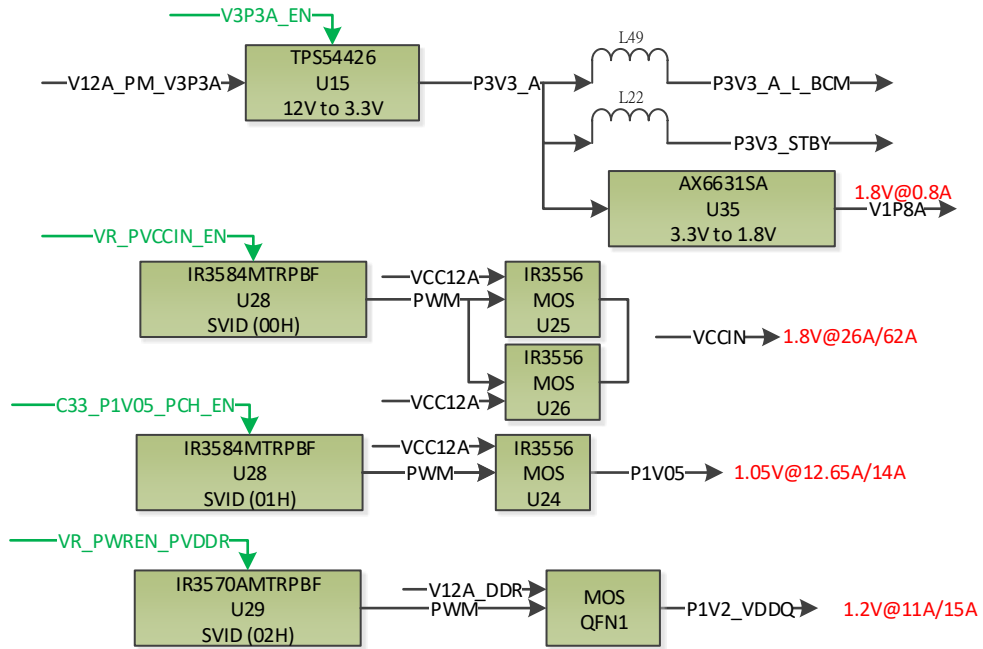 V3P3A_EN
TPS54426
U15
12V to 3.3V
V12A_PM_V3P3A
P3V3_A
L49
P3V3_A_L_BCM
L22
P3V3_STBY
AX6631SA
U35
3.3V to 1.8V
1.8V@0.8A
V1P8A
VR_PVCCIN_EN
IR3584MTRPBF
U28
SVID (00H)
VCC12A
PWM
IR3556
MOS
U25
IR3556
MOS
U26
VCC12A
VCCIN
1.8V@26A/62A
C33_P1V05_PCH_EN
IR3584MTRPBF
U28
SVID (01H)
VCC12A
PWM
IR3556
MOS
U24
P1V05
1.05V@12.65A/14A
VR_PWREN_PVDDR
IR3570AMTRPBF
U29
SVID (02H)
V12A_DDR
PWM
MOS
QFN1
P1V2_VDDQ
1.2V@11A/15A